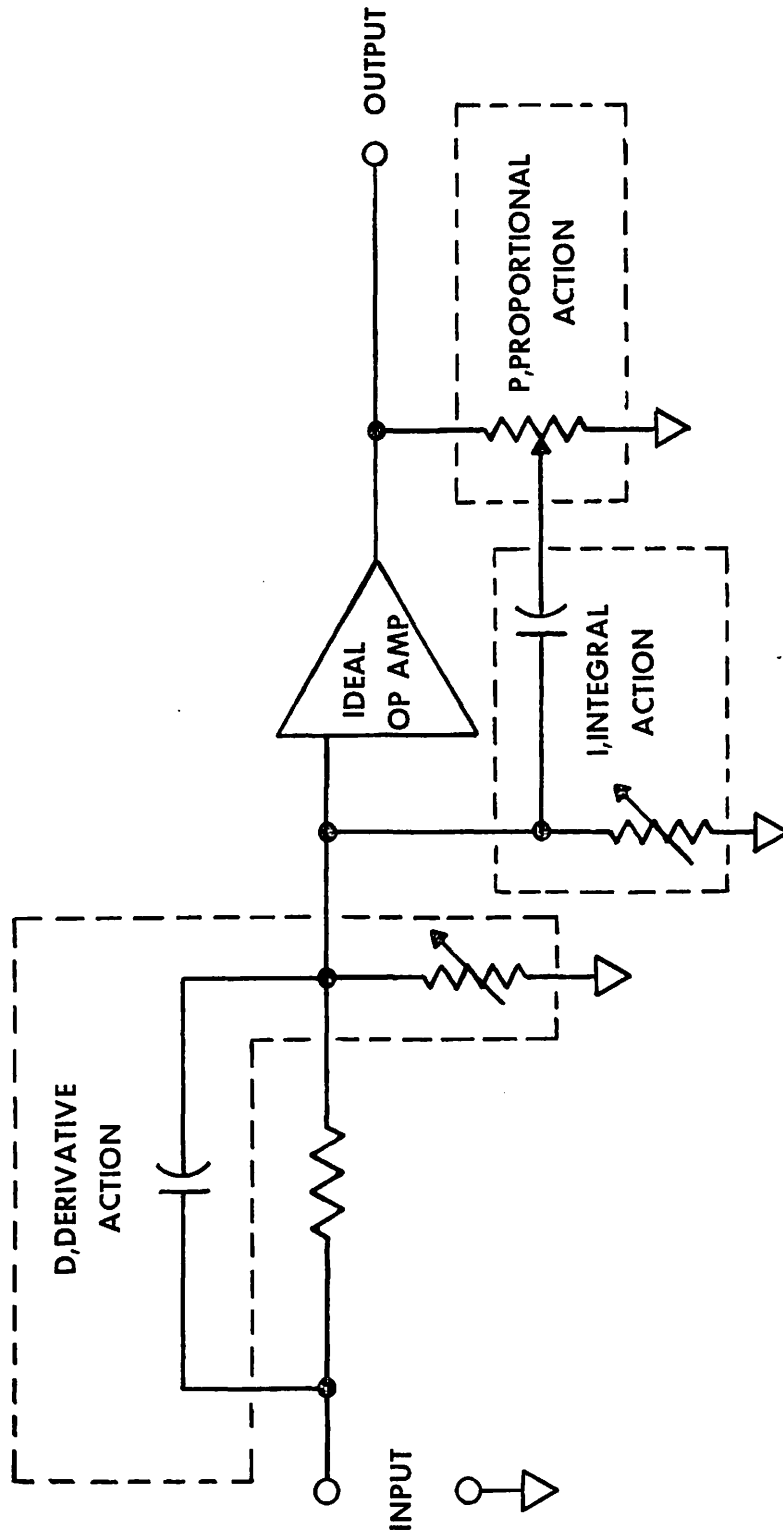 D,DERIVATIVE
ACTION
INPUT
IDEAL
OP AMP
I,INTEGRAL
ACTION
P,PROPORTIONAL
ACTION
OUTPUT